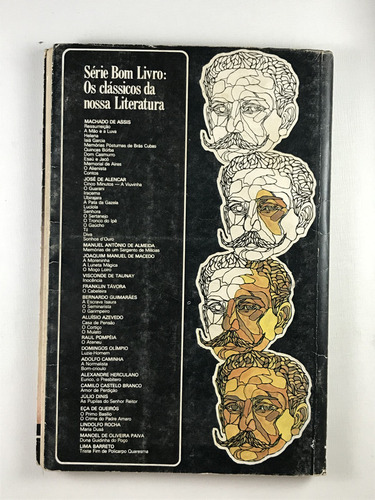 Série Bom Livro:
Os clássicos da
nossa Literatura
MACHADO DE ASSIS
Ressurreição
A Mão e a Luva
Helena
Iaiá Garcia
Memórias Póstumas de Brás Cubas
Quincas Borba
Dom Casmurro
Esaú e Jacó
Memorial de Aires
O Alienista
Contos
JOSÉ DE ALENCAR
Cinco Minutos — A Viuvinha
O Guarani
Iracema
Ubirajara
A Pata da Gazela
Lucíola
Senhora
O Sertanejo
O Tronco do Ipê
O Gaúcho
Til
Diva
Sonhos d'Ouro
MANUEL ANTÔNIO DE ALMEIDA
Memórias de um Sargento de Milícias
JOAQUIM MANUEL DE MACEDO
A Moreninha
A Luneta Mágica
O Moço Loiro
VISCONDE DE TAUNAY
Inocência
FRANKLIN TÁVORA
O Cabeleira
BERNARDO GUIMARÃES
A Escrava Isaura
O Seminarista
O Garimpeiro
ALUÍSIO AZEVEDO
Casa de Pensão
O Cortiço
O Mulato
RAUL POMPÉIA
O Ateneu
DOMINGOS OLÍMPIO
Luzia-Homem
ADOLFO CAMINHA
A Normalista
Bom-crioulo
ALEXANDRE HERCULANO
Eurico, o Presbítero
CAMILO CASTELO BRANCO
Amor de Perdição
JÚLIO DINIS
As Pupilas do Senhor Reitor
EÇA DE QUEIRÓS
O Primo Basílio
O Crime do Padre Amaro
LINDOLFO ROCHA
Maria Dusá
MANOEL DE OLIVEIRA PAIVA
Dona Guidinha do Poço
LIMA BARRETO
Triste Fim de Policarpo Quaresma